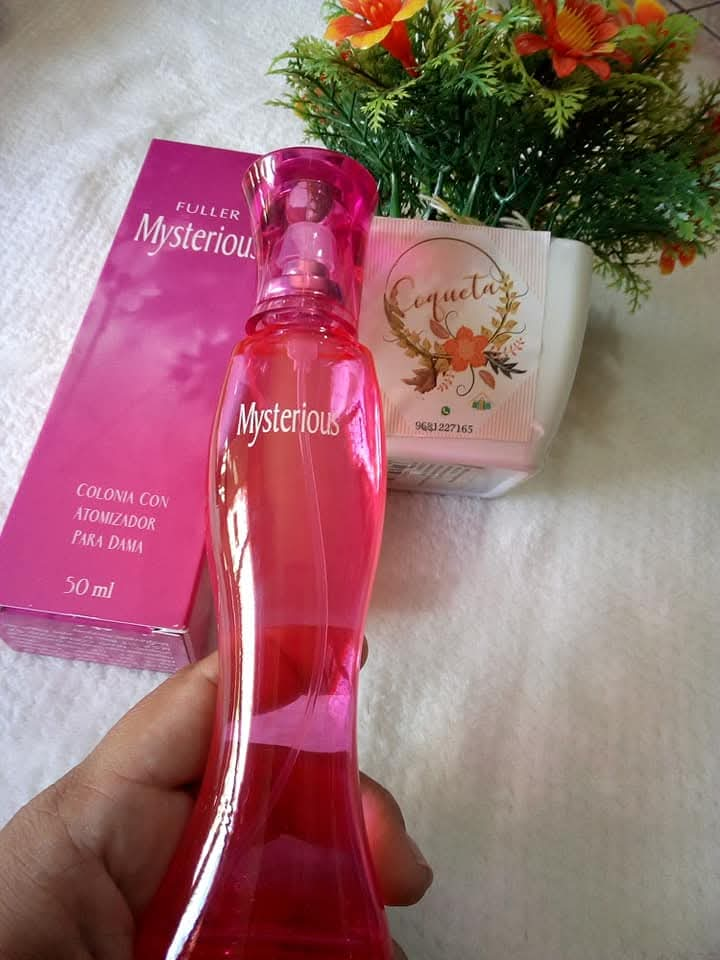 FULLER
Mysterious
COLONIA CON
ATOMIZADOR
PARA DAMA
50 ml
Mysterious
Coqueta
9681227165